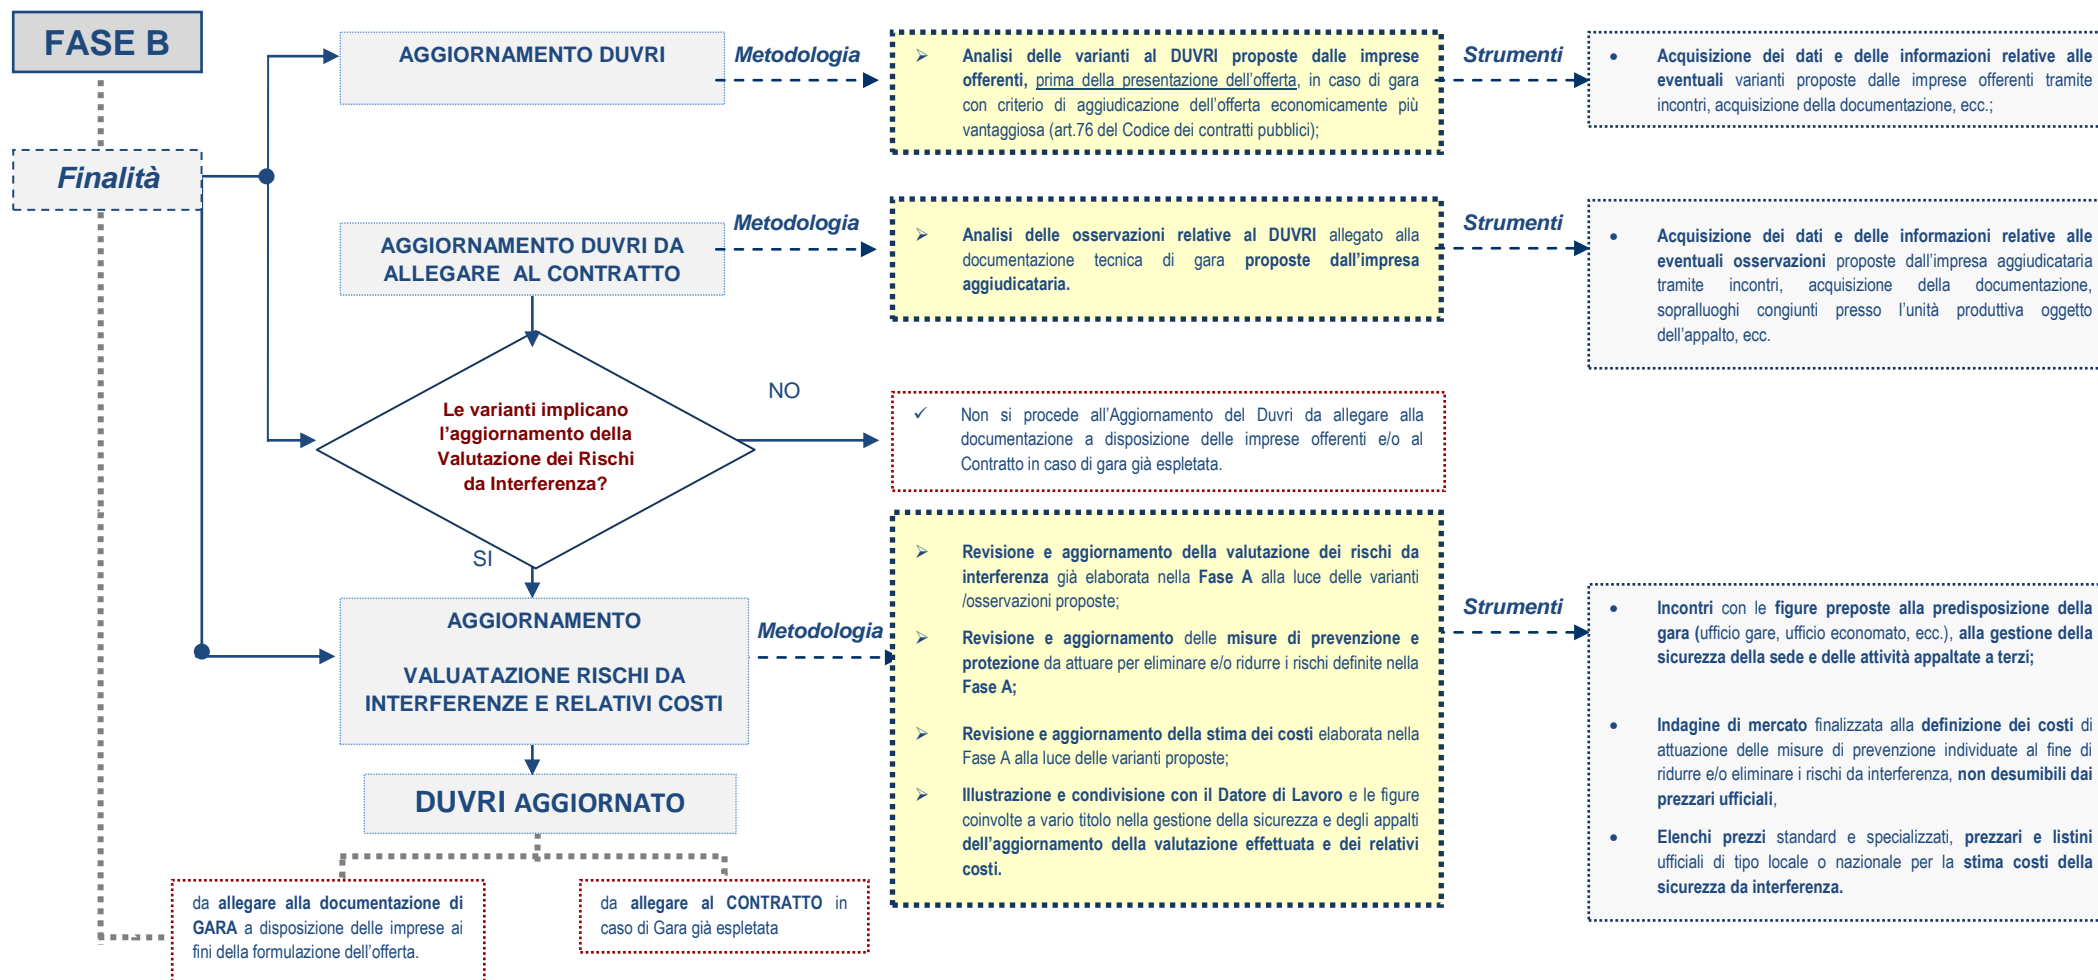 FASE B
Finalità
AGGIORNAMENTO DUVRI
Metodologia
➢ Analisi delle varianti al DUVRI proposte dalle imprese
offerenti, prima della presentazione dell'offerta, in caso di gara
con criterio di aggiudicazione dell'offerta economicamente più
vantaggiosa (art.76 del Codice dei contratti pubblici);
Strumenti
• Acquisizione dei dati e delle informazioni relative alle
eventuali varianti proposte dalle imprese offerenti tramite
incontri, acquisizione della documentazione, ecc.;
AGGIORNAMENTO DUVRI DA
ALLEGARE AL CONTRATTO
Metodologia
➢ Analisi delle osservazioni relative al DUVRI allegato alla
documentazione tecnica di gara proposte dall'impresa
aggiudicataria.
Strumenti
• Acquisizione dei dati e delle informazioni relative alle
eventuali osservazioni proposte dall'impresa aggiudicataria
tramite incontri, acquisizione della documentazione,
sopralluoghi congiunti presso l'unità produttiva oggetto
dell'appalto, ecc.
Le varianti implicano
l'aggiornamento della
Valutazione dei Rischi
da Interferenza?
NO
✓ Non si procede all'Aggiornamento del Duvri da allegare alla
documentazione a disposizione delle imprese offerenti e/o al
Contratto in caso di gara già espletata.
SI
AGGIORNAMENTO
VALUATAZIONE RISCHI DA
INTERFERENZE E RELATIVI COSTI
Metodologia
➢ Revisione e aggiornamento della valutazione dei rischi da
interferenza già elaborata nella Fase A alla luce delle varianti
/osservazioni proposte;
➢ Revisione e aggiornamento delle misure di prevenzione e
protezione da attuare per eliminare e/o ridurre i rischi definite nella
Fase A;
➢ Revisione e aggiornamento della stima dei costi elaborata nella
Fase A alla luce delle varianti proposte;
➢ Illustrazione e condivisione con il Datore di Lavoro e le figure
coinvolte a vario titolo nella gestione della sicurezza e degli appalti
dell'aggiornamento della valutazione effettuata e dei relativi
costi.
Strumenti
• Incontri con le figure preposte alla predisposizione della
gara (ufficio gare, ufficio economato, ecc.), alla gestione della
sicurezza della sede e delle attività appaltate a terzi;
• Indagine di mercato finalizzata alla definizione dei costi di
attuazione delle misure di prevenzione individuate al fine di
ridurre e/o eliminare i rischi da interferenza, non desumibili dai
prezzari ufficiali,
• Elenchi prezzi standard e specializzati, prezzari e listini
ufficiali di tipo locale o nazionale per la stima costi della
sicurezza da interferenza.
DUVRI AGGIORNATO
da allegare alla documentazione di
GARA a disposizione delle imprese ai
fini della formulazione dell'offerta.
da allegare al CONTRATTO in
caso di Gara già espletata